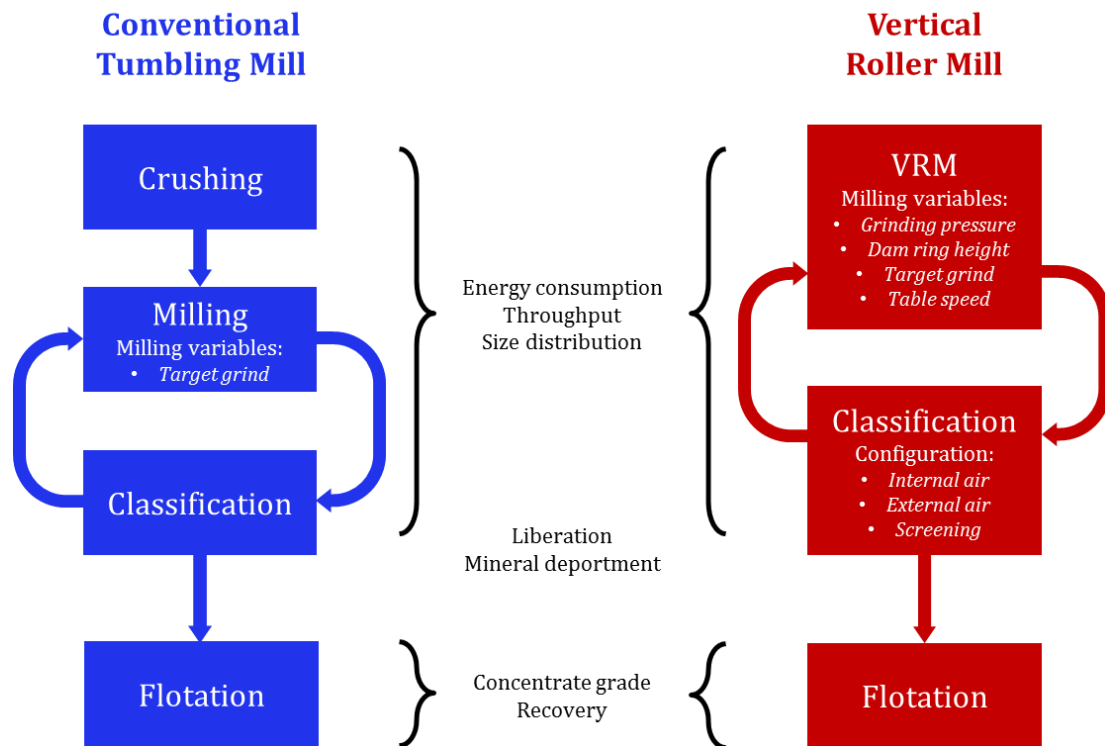 Conventional
Tumbling Mill
Crushing
Milling
Milling variables:
• Target grind
Classification
Flotation
Energy consumption
Throughput
Size distribution
Liberation
Mineral deportment
Concentrate grade
Recovery
Vertical
Roller Mill
VRM
Milling variables:
• Grinding pressure
• Dam ring height
• Target grind
• Table speed
Classification
Configuration:
• Internal air
• External air
• Screening
Flotation